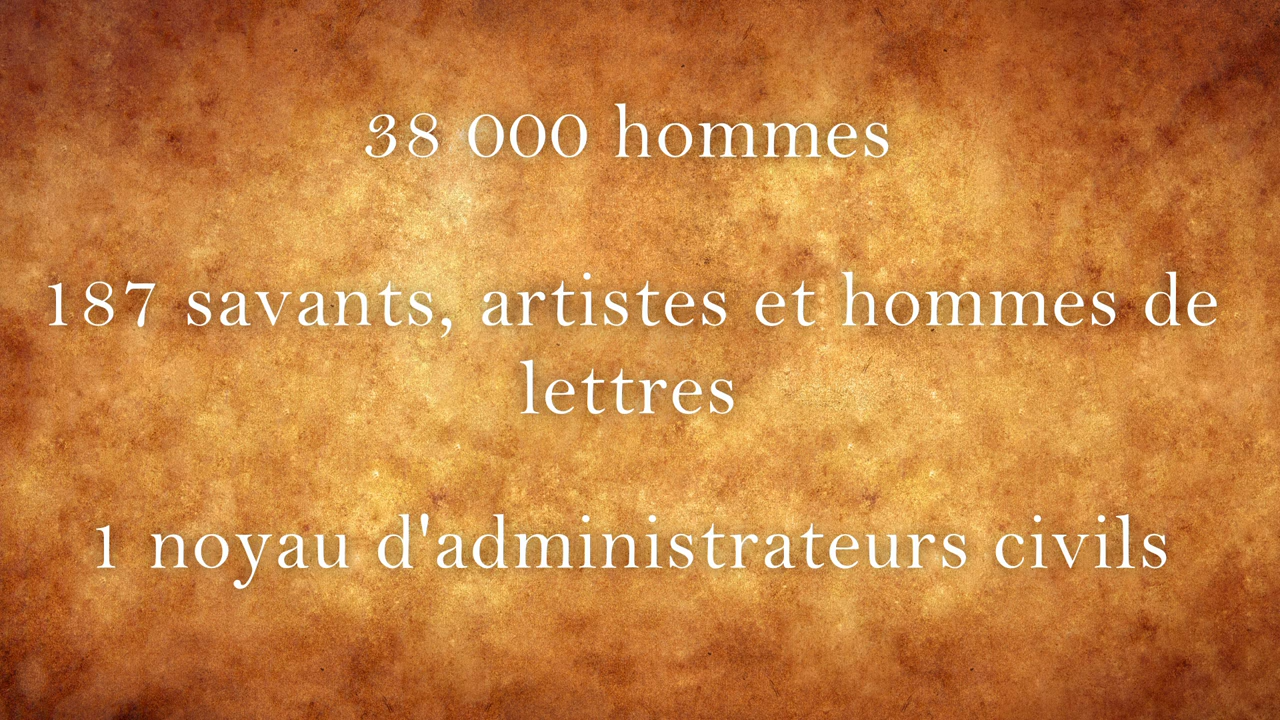 38 000 hommes
187 savants, artistes et hommes de
lettres
1 noyau d'administrateurs civils